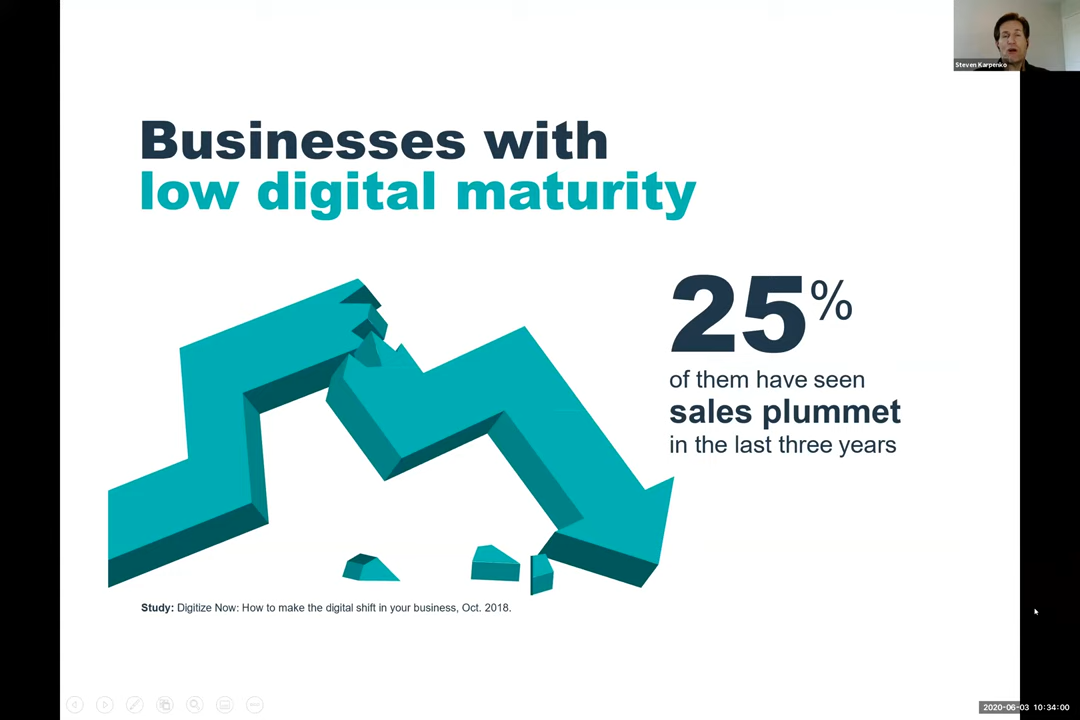 Steven Karpenko
Businesses with
low digital maturity
25%
of them have seen
sales plummet
in the last three years
Study: Digitize Now: How to make the digital shift in your business, Oct. 2018.
2020-06-03 10:34:00